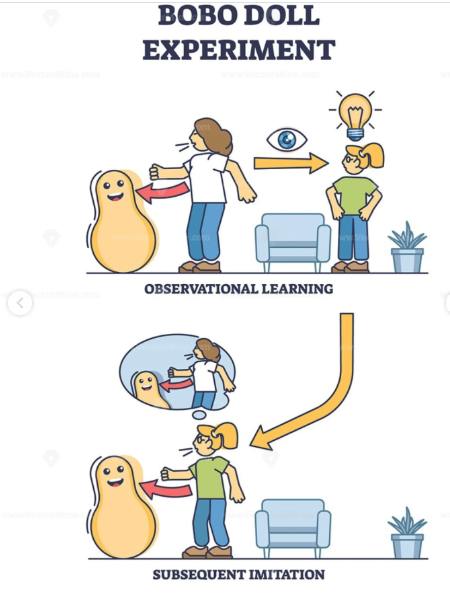 BOBO DOLL
EXPERIMENT
OBSERVATIONAL LEARNING
SUBSEQUENT IMITATION